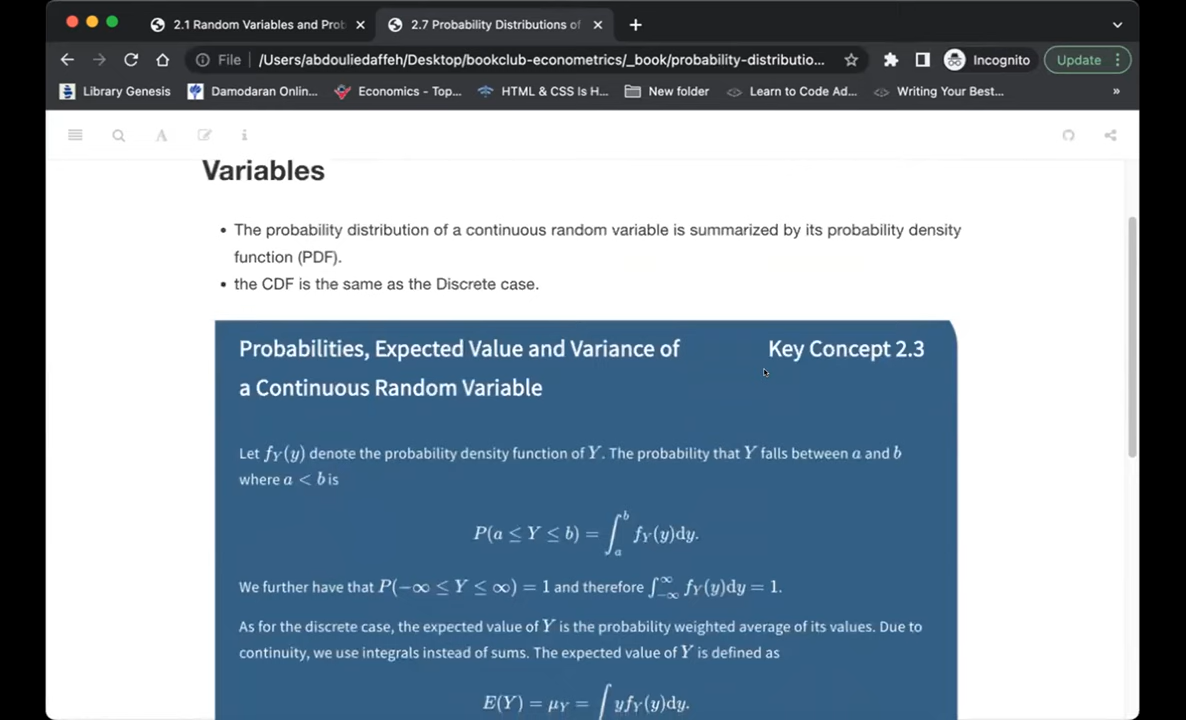 2.1 Random Variables and Prob
2.7 Probability Distributions of
File
/Users/abdouliedaffeh/Desktop/bookclub-econometrics/_book/probability-distributio...
Incognito
Update
Library Genesis
Damodaran Onlin...
Economics - Top...
HTML & CSS Is H...
New folder
Learn to Code Ad...
Writing Your Best...
»
Variables
• The probability distribution of a continuous random variable is summarized by its probability density
function (PDF).
• the CDF is the same as the Discrete case.
Probabilities, Expected Value and Variance of
a Continuous Random Variable
Key Concept 2.3
Let f_Y(y) denote the probability density function of Y. The probability that Y falls between a and b
where a < b is
P(a ≤ Y ≤ b) = ∫_a^b f_Y(y)dy.
We further have that P(−∞ ≤ Y ≤ ∞) = 1 and therefore ∫_{−∞}^{∞} f_Y(y)dy = 1.
As for the discrete case, the expected value of Y is the probability weighted average of its values. Due to
continuity, we use integrals instead of sums. The expected value of Y is defined as
E(Y) = μ_Y = ∫ yf_Y(y)dy.